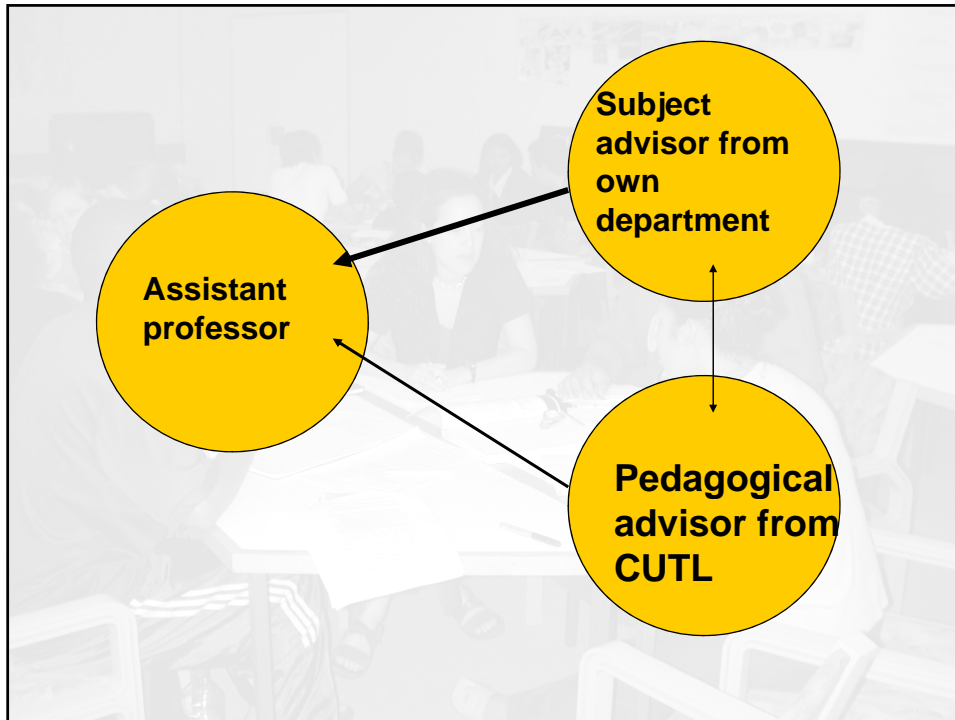 Subject
advisor from
own
department
Assistant
professor
Pedagogical
advisor from
CUTL